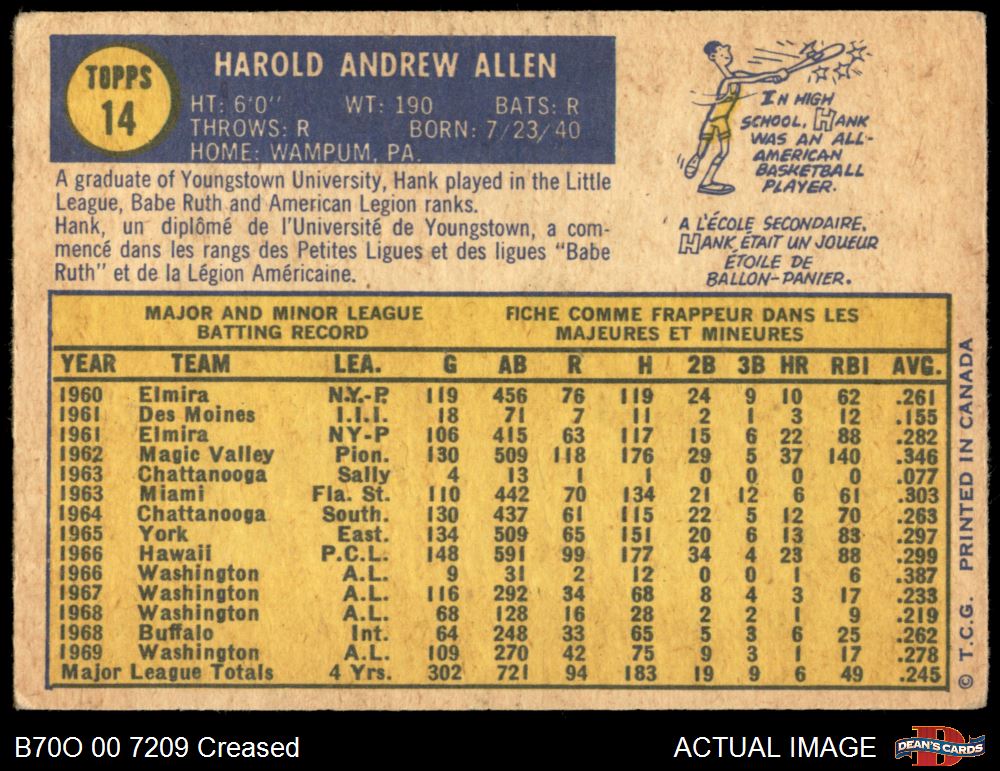 TOPPS
14
HAROLD ANDREW ALLEN
HT: 6'0" WT: 190 BATS: R
THROWS: R BORN: 7/23/40
HOME: WAMPUM, PA.
IN HIGH
SCHOOL, HANK
WAS AN ALL-
AMERICAN
BASKETBALL
PLAYER.
A graduate of Youngstown University, Hank played in the Little
League, Babe Ruth and American Legion ranks.
Hank, un diplômé de l'Université de Youngstown, a com-
mencé dans les rangs des Petites Ligues et des ligues "Babe
Ruth" et de la Légion Américaine.
A L'ÉCOLE SECONDAIRE,
HANK ÉTAIT UN JOUEUR
ÉTOILE DE
BALLON-PANIER.
MAJOR AND MINOR LEAGUE
BATTING RECORD
FICHE COMME FRAPPEUR DANS LES
MAJEURES ET MINEURES
YEAR TEAM LEA. G AB R H 2B 3B HR RBI AVG.
1960 Elmira N.Y.-P. 119 456 76 119 24 9 10 62 .261
1961 Des Moines I.I.I. 18 71 7 11 2 1 3 12 .155
1961 Elmira NY-P 106 415 63 117 15 6 22 88 .282
1962 Magic Valley Pion. 130 509 118 176 29 5 37 140 .346
1963 Chattanooga Sally 4 13 1 1 0 0 0 0 .077
1963 Miami Fla. St. 110 442 70 134 21 12 6 61 .303
1964 Chattanooga South. 130 437 61 115 22 5 12 70 .263
1965 York East. 134 509 65 151 20 6 13 83 .297
1966 Hawaii P.C.L. 148 591 99 177 34 4 23 88 .299
1966 Washington A.L. 9 31 2 12 0 0 1 6 .387
1967 Washington A.L. 116 292 34 68 8 4 3 17 .233
1968 Washington A.L. 68 128 16 28 2 2 1 9 .219
1968 Buffalo Int. 64 248 33 65 5 3 6 25 .262
1969 Washington A.L. 109 270 42 75 9 3 1 17 .278
Major League Totals 4 Yrs. 302 721 94 183 19 9 6 49 .245
© T.C.G. PRINTED IN CANADA
B70O 00 7209 Creased
ACTUAL IMAGE
D
DEAN'S CARDS